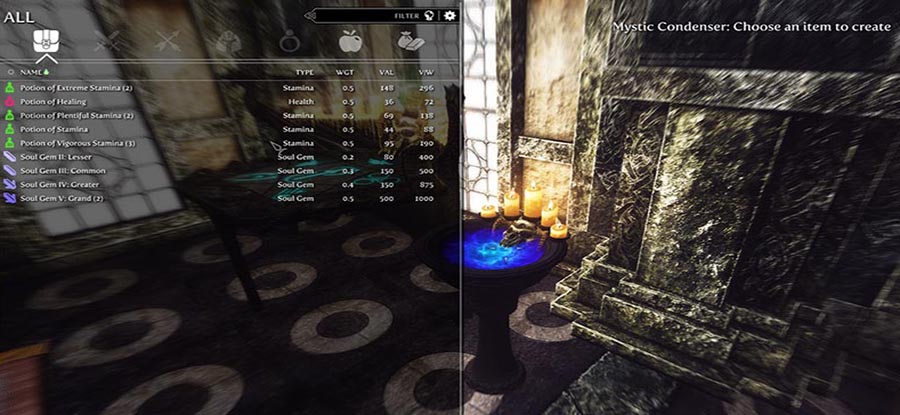 ALL
FILTER
Mystic Condenser: Choose an item to create
NAME TYPE WGT VAL V/W
Potion of Extreme Stamina (2) Stamina 0.5 148 296
Potion of Healing Health 0.5 36 72
Potion of Plentiful Stamina (2) Stamina 0.5 69 138
Potion of Stamina Stamina 0.5 44 88
Potion of Vigorous Stamina (3) Stamina 0.5 95 190
Soul Gem II: Lesser Soul Gem 0.2 80 400
Soul Gem III: Common Soul Gem 0.3 150 500
Soul Gem IV: Greater Soul Gem 0.4 350 875
Soul Gem V: Grand (2) Soul Gem 0.5 500 1000